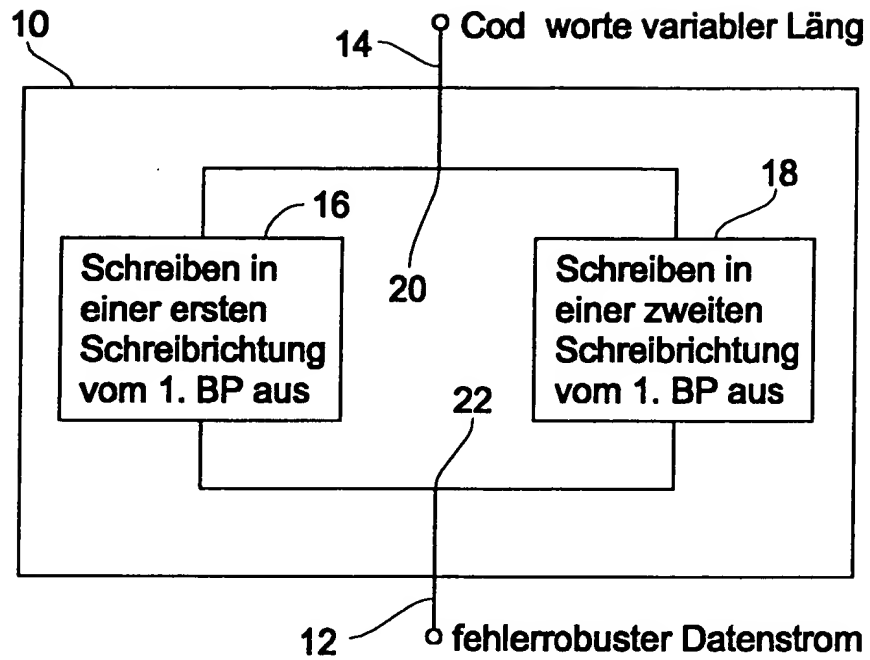 Cod worte variabler Läng
14
10
16
18
Schreiben in
einer ersten
Schreibrichtung
vom 1. BP aus
20
Schreiben in
einer zweiten
Schreibrichtung
vom 1. BP aus
22
12
fehlerrobuster Datenstrom